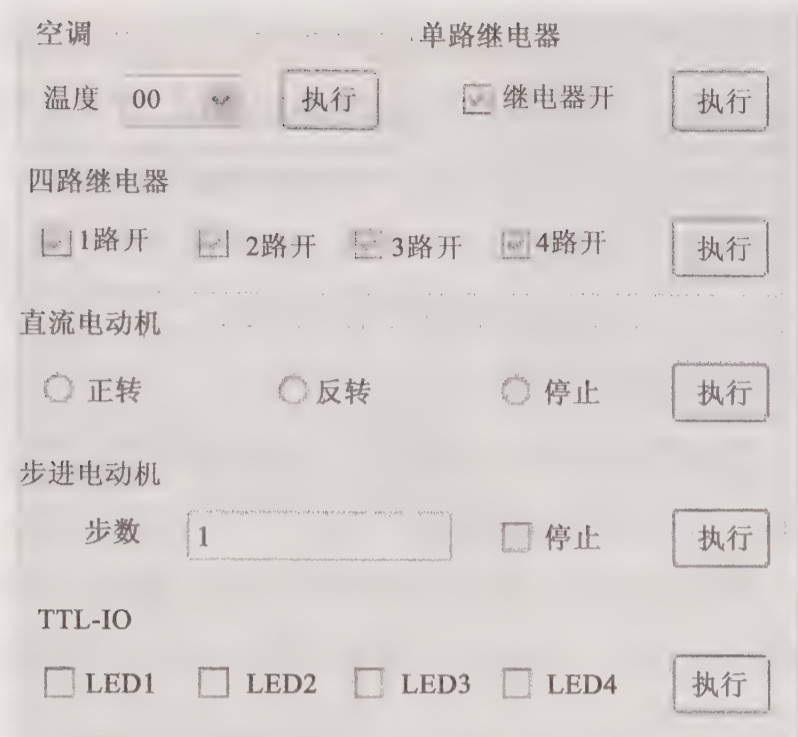 空调 单路继电器
温度 00 执行 继电器开 执行
四路继电器
1路开 2路开 3路开 4路开 执行
直流电动机
正转 反转 停止 执行
步进电动机
步数 1 停止 执行
TTL-IO
LED1 LED2 LED3 LED4 执行